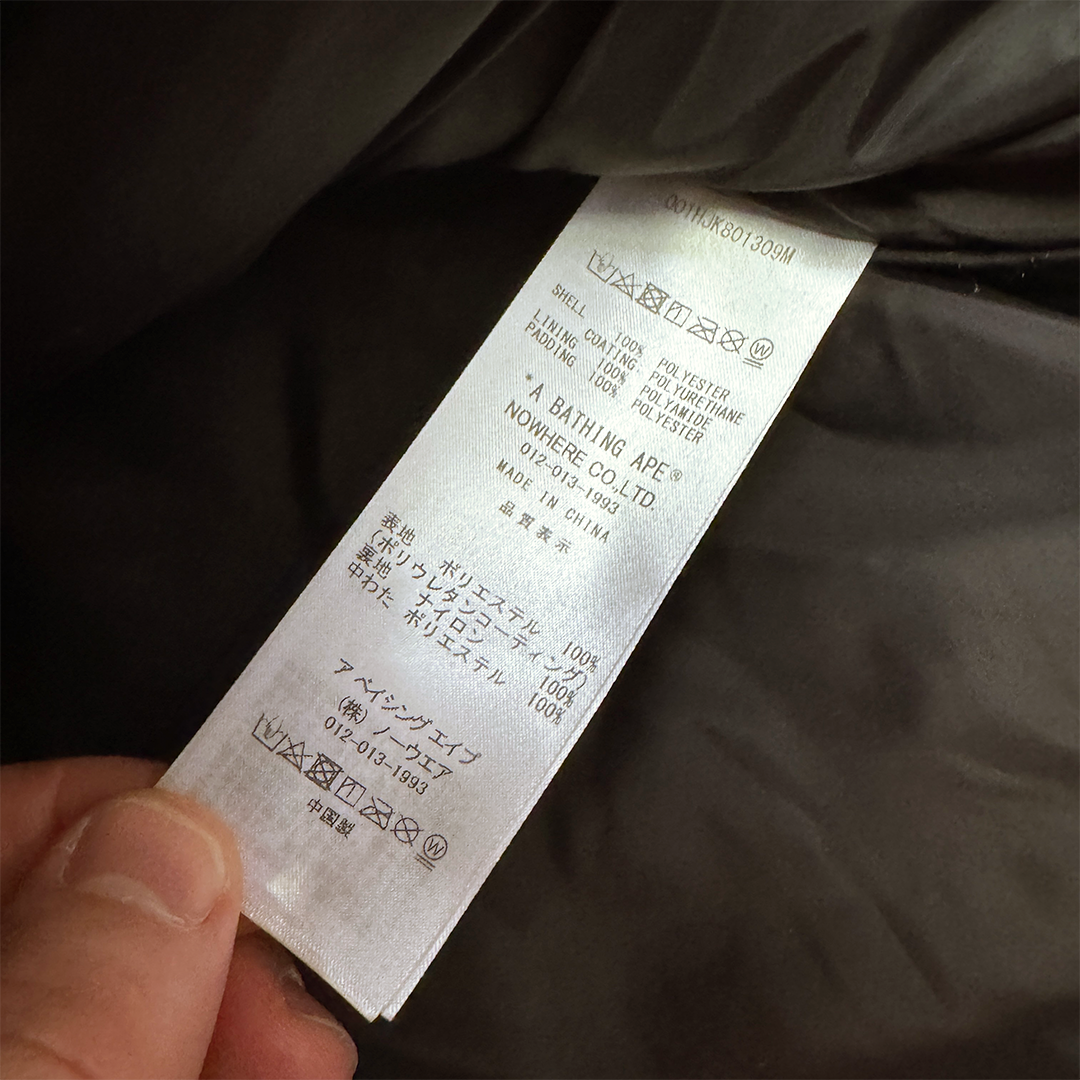 001HJK801309M
SHELL 100% POLYESTER
COATING POLYURETHANE
LINING 100% POLYAMIDE
PADDING 100% POLYESTER
*A BATHING APE®
NOWHERE CO.,LTD.
012-013-1993
MADE IN CHINA
品質表示
表地 ポリエステル 100%
(ポリウレタンコーティング)
裏地 ナイロン 100%
中わた ポリエステル 100%
ア ベイシング エイプ
(株) ノーウエア
012-013-1993
W
中国製
W